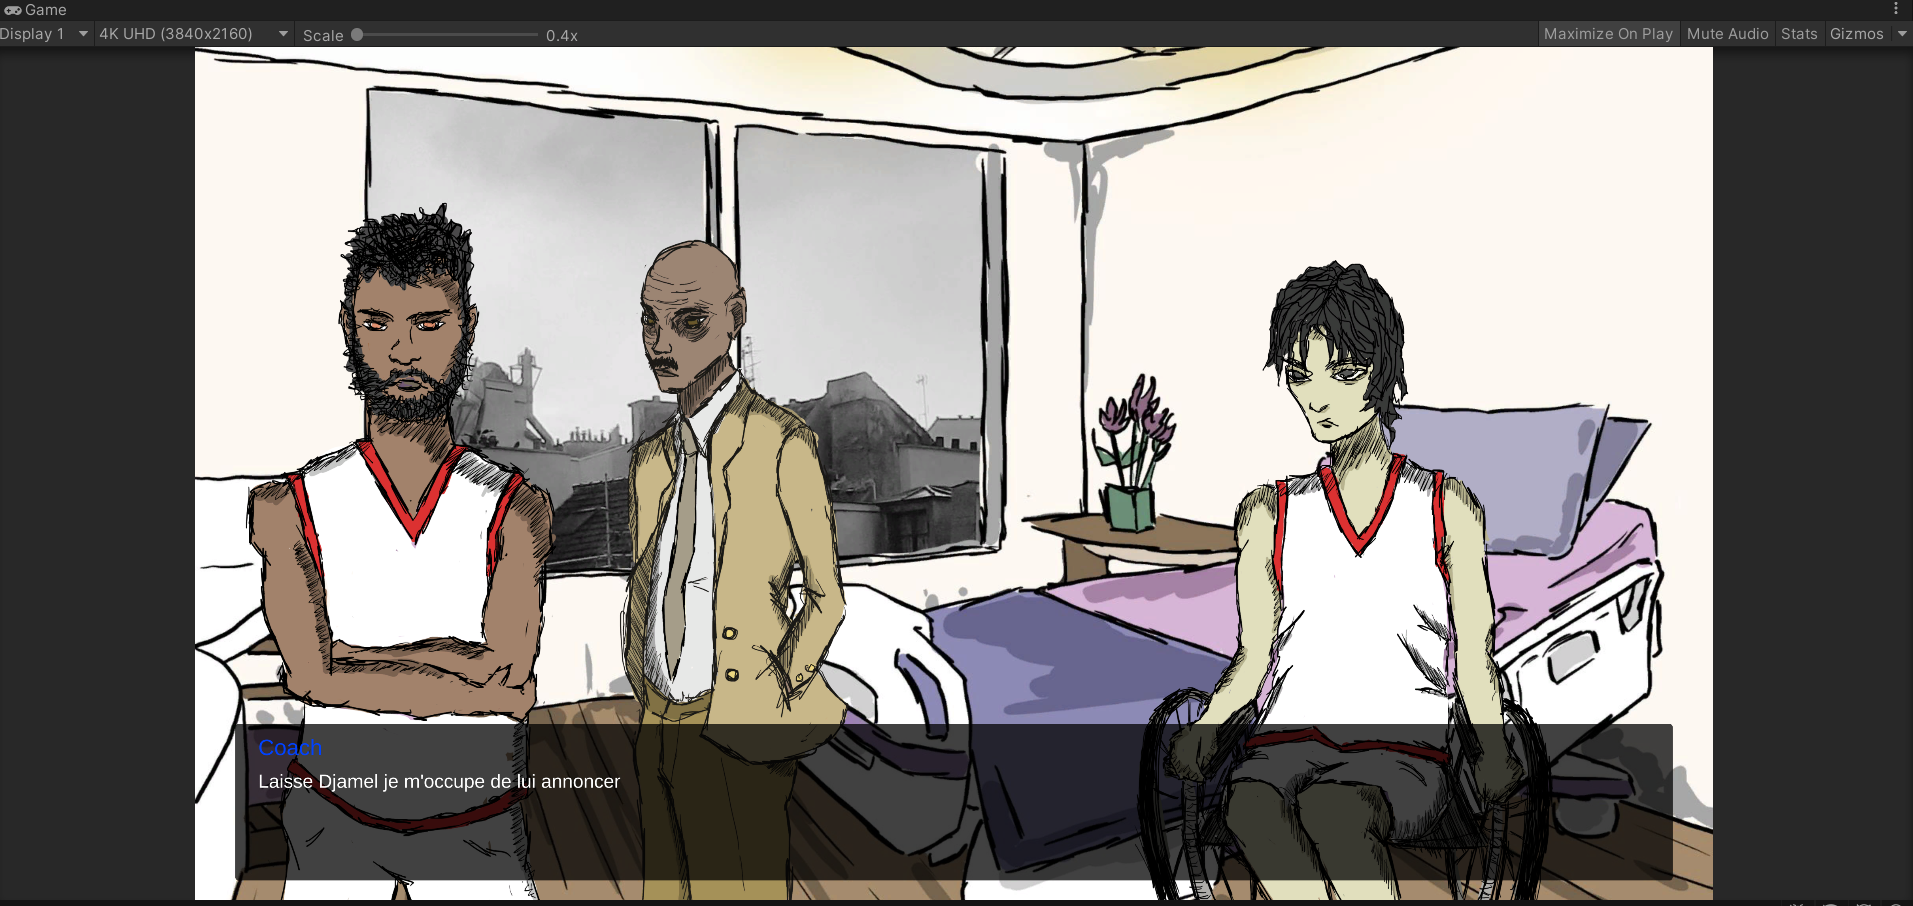 Game
Display 1 4K UHD (3840x2160) Scale 0.4x Maximize On Play Mute Audio Stats Gizmos
Coach
Laisse Djamel je m'occupe de lui annoncer